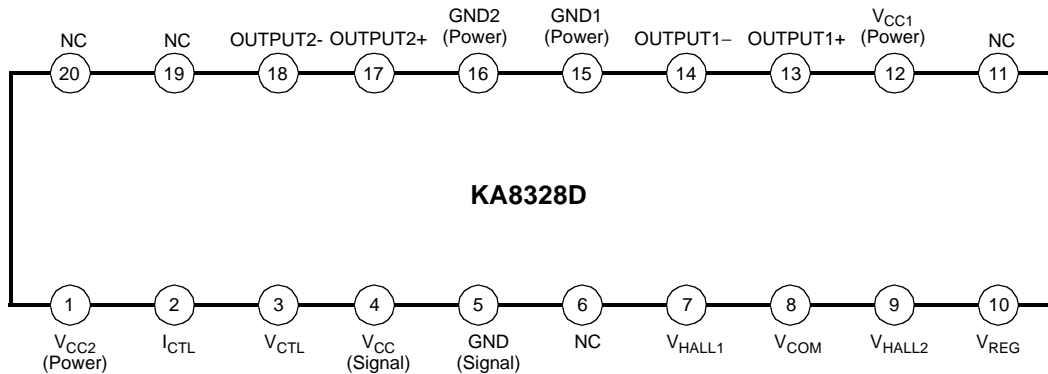 NC NC OUTPUT2- OUTPUT2+ GND2 (Power) GND1 (Power) OUTPUT1− OUTPUT1+ VCC1 (Power) NC
20 19 18 17 16 15 14 13 12 11
KA8328D
1 2 3 4 5 6 7 8 9 10
VCC2 (Power) ICTL VCTL VCC (Signal) GND (Signal) NC VHALL1 VCOM VHALL2 VREG